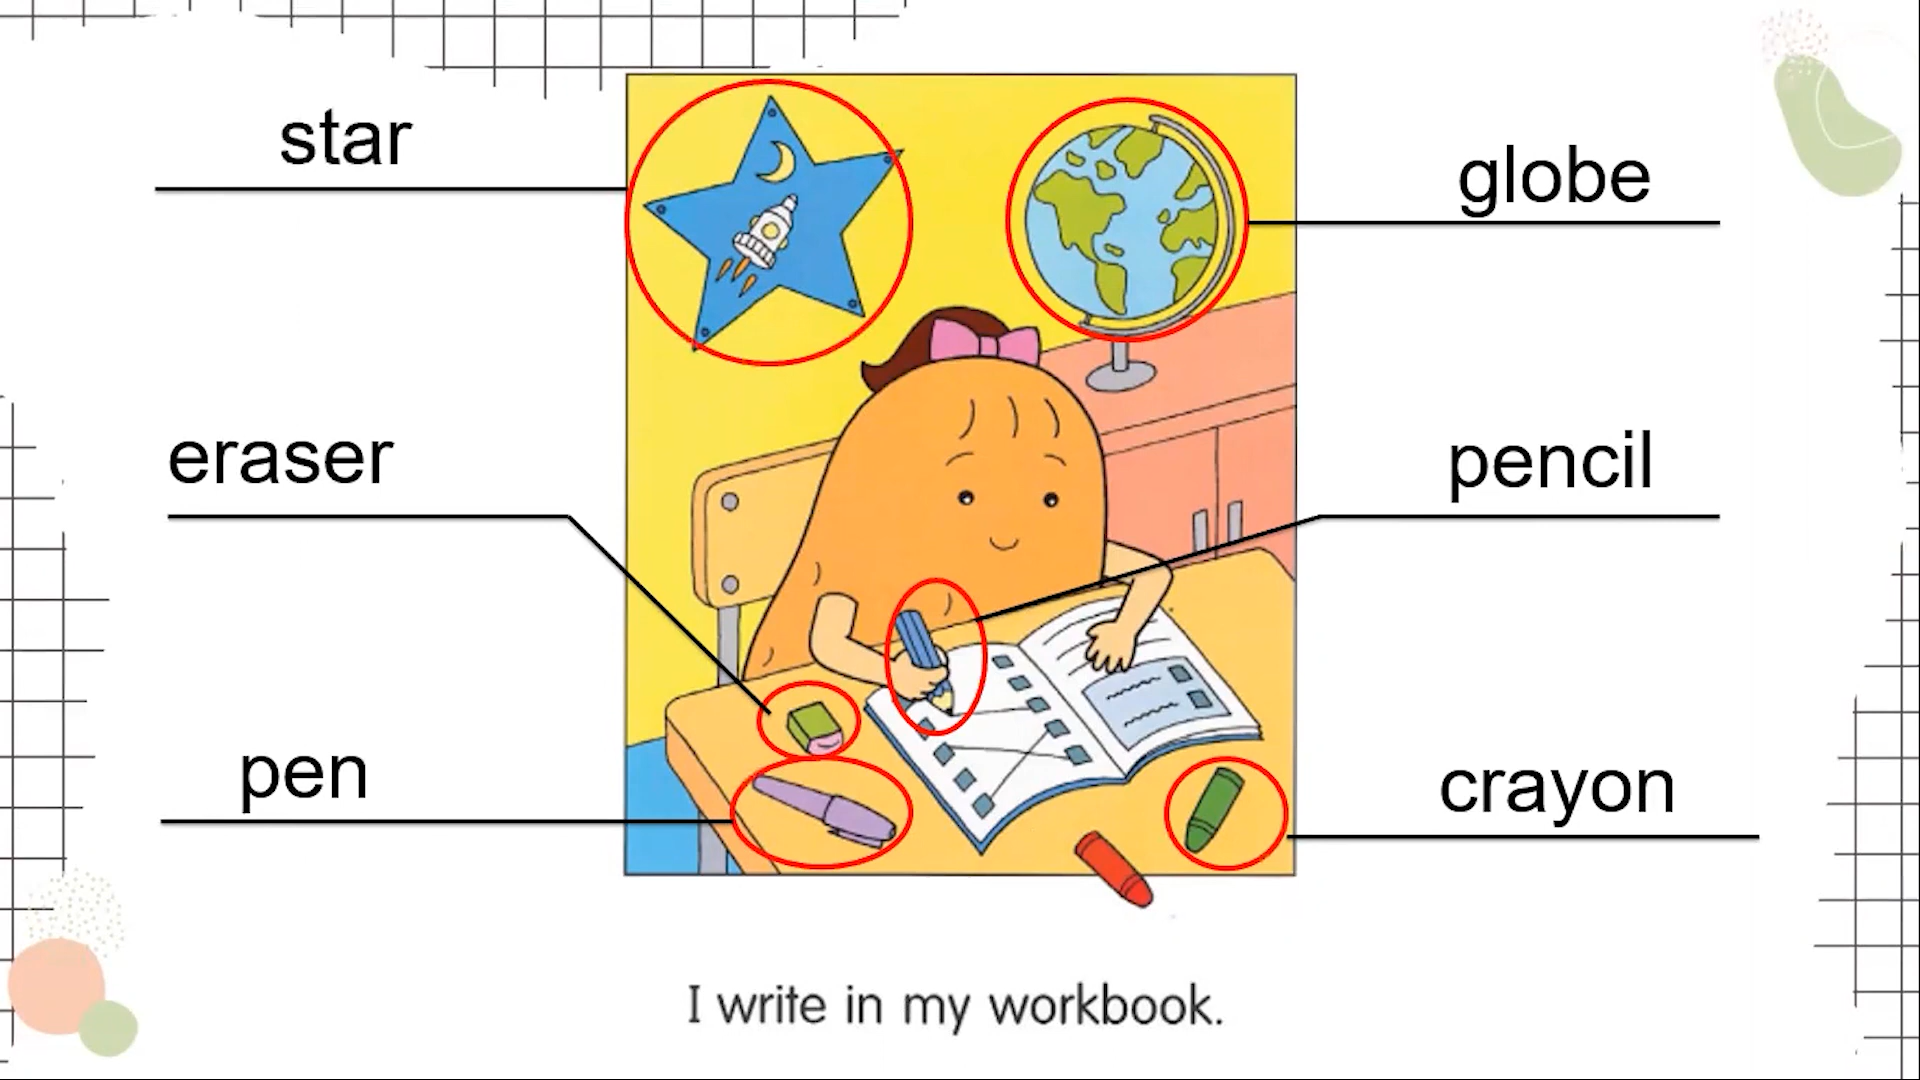 star
globe
eraser
pencil
pen
crayon
I write in my workbook.